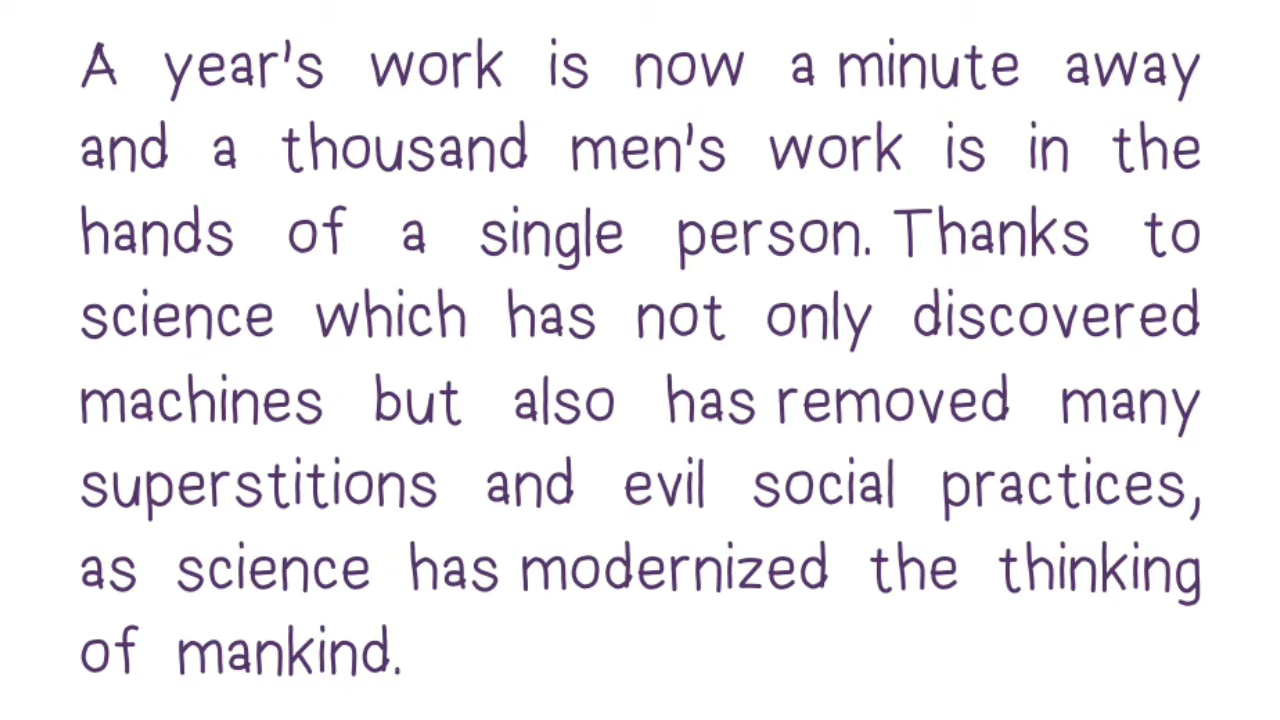 A year's work is now a minute away
and a thousand men's work is in the
hands of a single person. Thanks to
science which has not only discovered
machines but also has removed many
superstitions and evil social practices,
as science has modernized the thinking
of mankind.